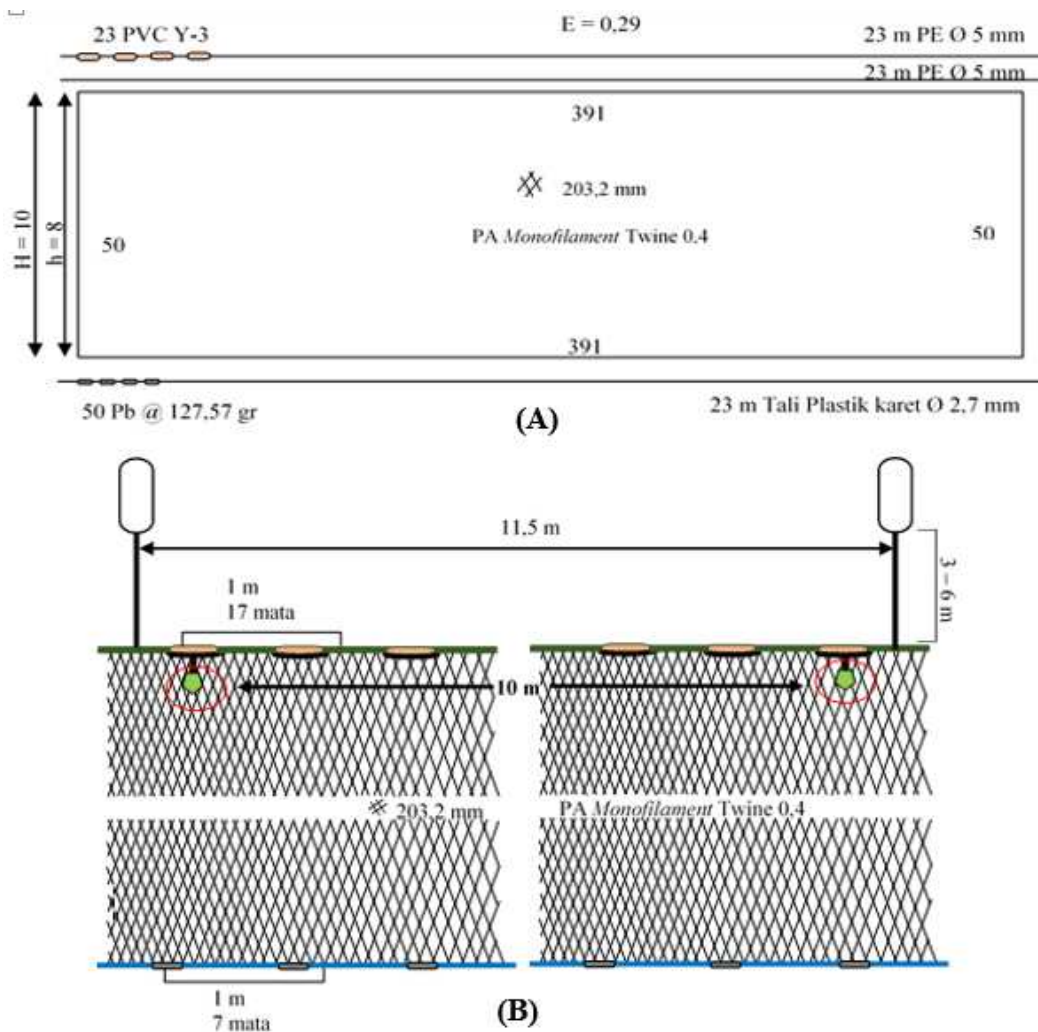 E = 0,29
23 PVC Y-3
23 m PE Ø 5 mm
23 m PE Ø 5 mm
391
203,2 mm
H = 10
h = 8
50
PA Monofilament Twine 0.4
50
391
50 Pb @ 127,57 gr
23 m Tali Plastik karet Ø 2,7 mm
(A)
11,5 m
3 – 6 m
1 m
17 mata
10 m
203,2 mm
PA Monofilament Twine 0,4
1 m
7 mata
(B)